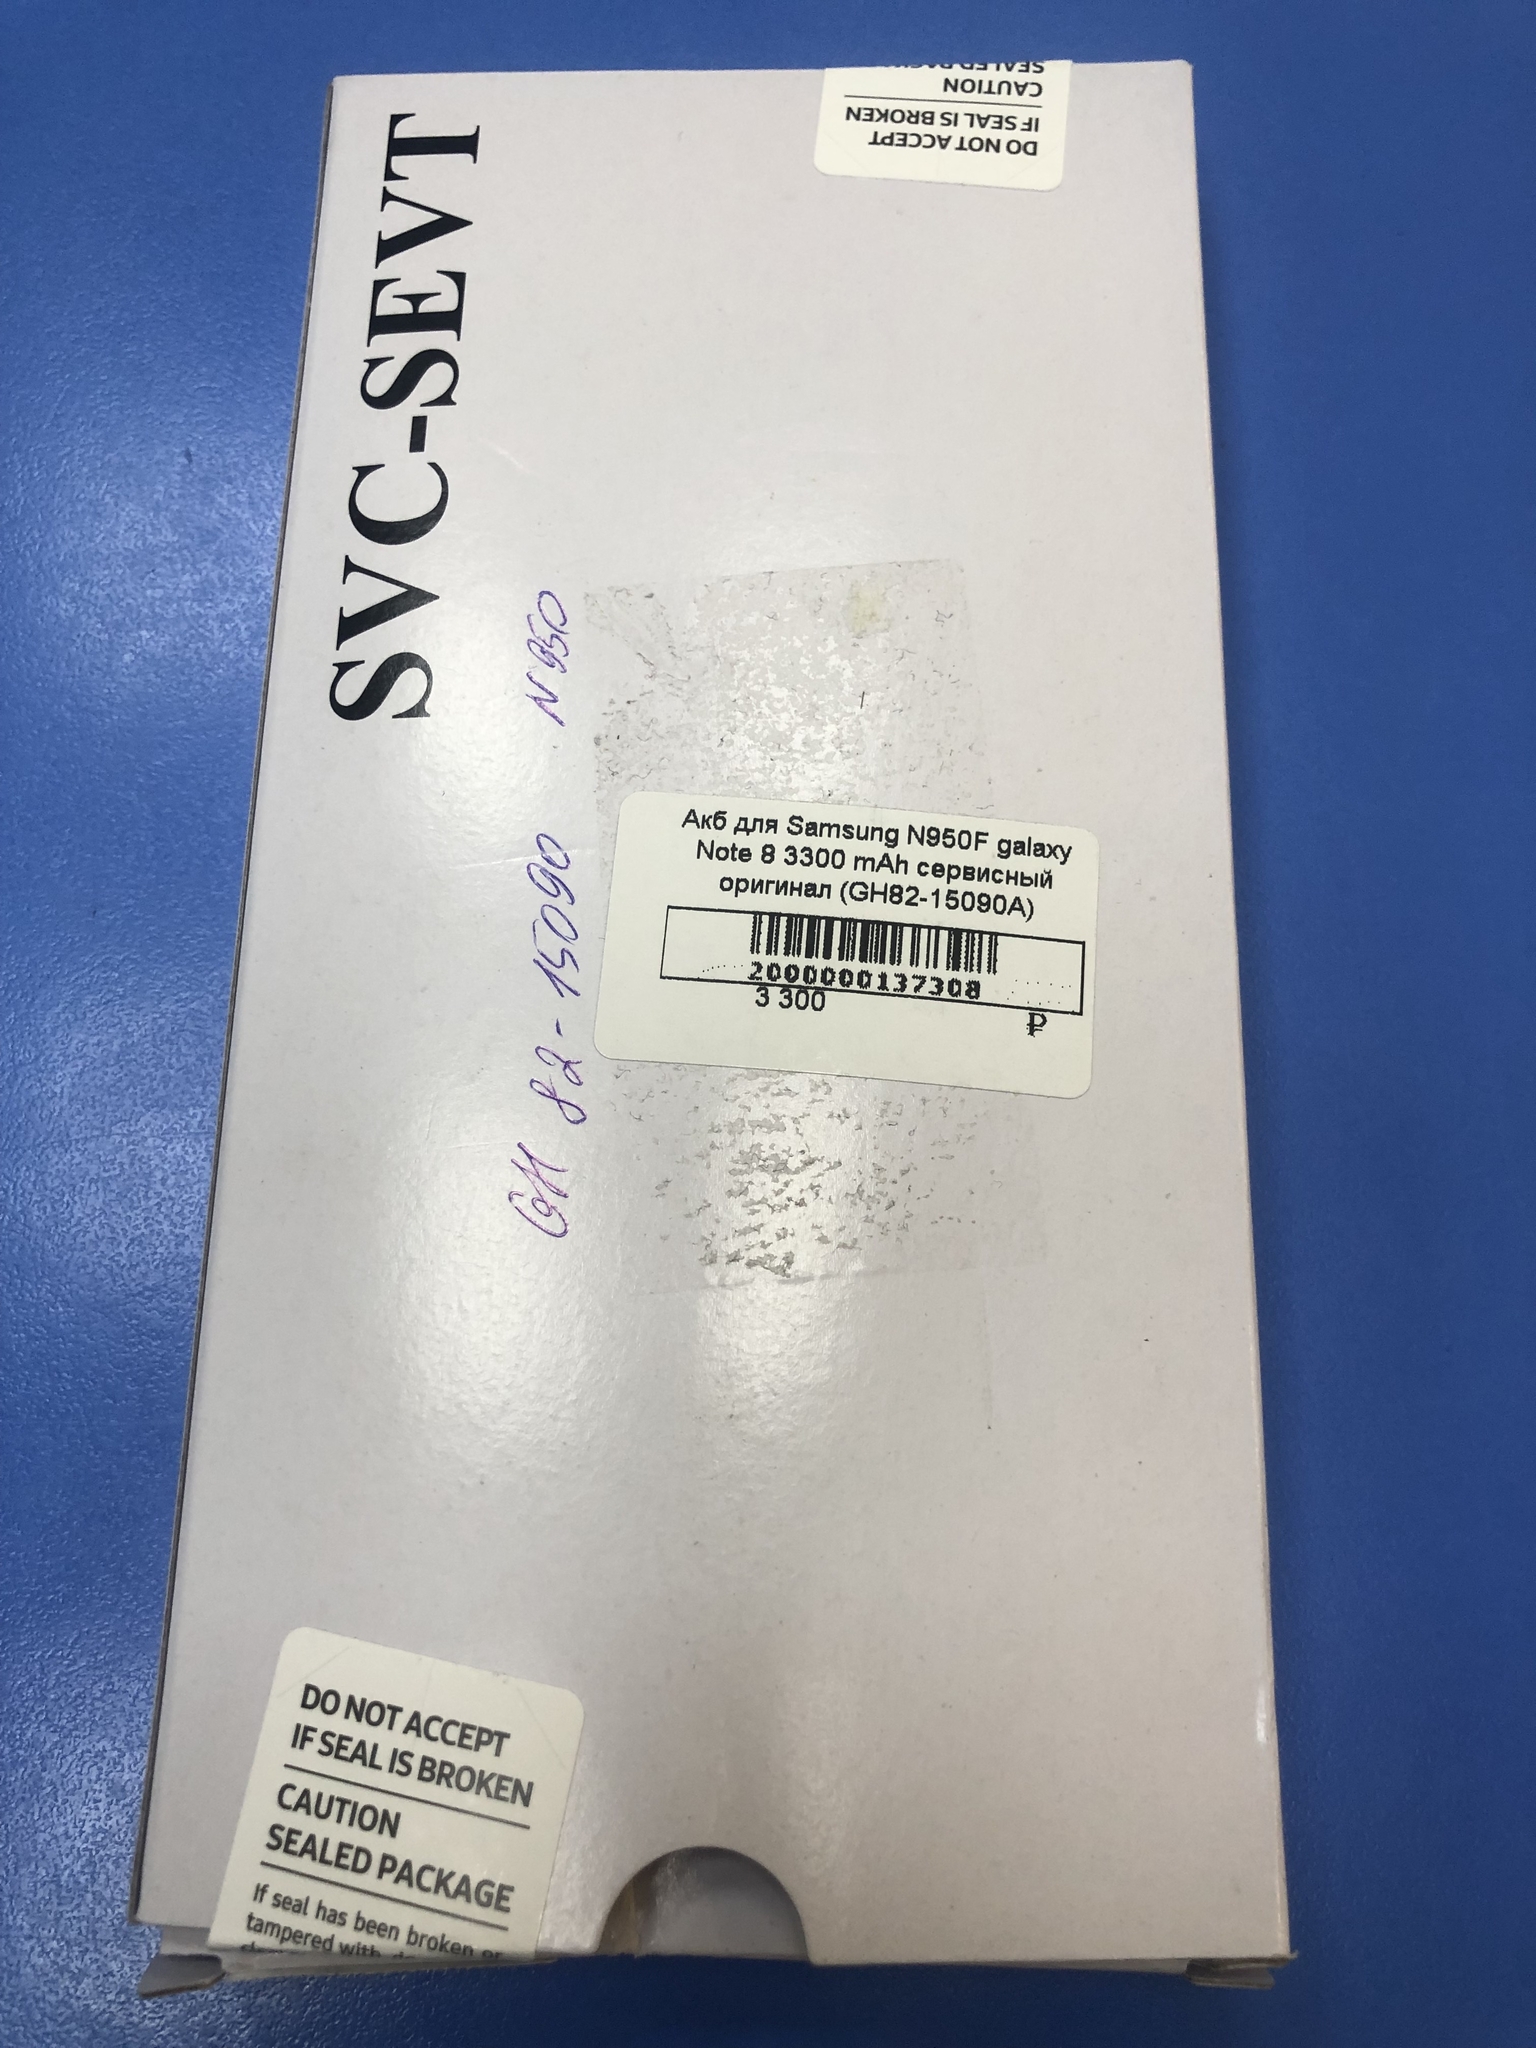 SEALED PACK
CAUTION
IF SEAL IS BROKEN
DO NOT ACCEPT
SVC-SEVT
GH 82-15090 N950
Акб для Samsung N950F galaxy
Note 8 3300 mAh сервисный
оригинал (GH82-15090A)
2000000137308
3 300
₽
DO NOT ACCEPT
IF SEAL IS BROKEN
CAUTION
SEALED PACKAGE
If seal has been broken or
tampered with